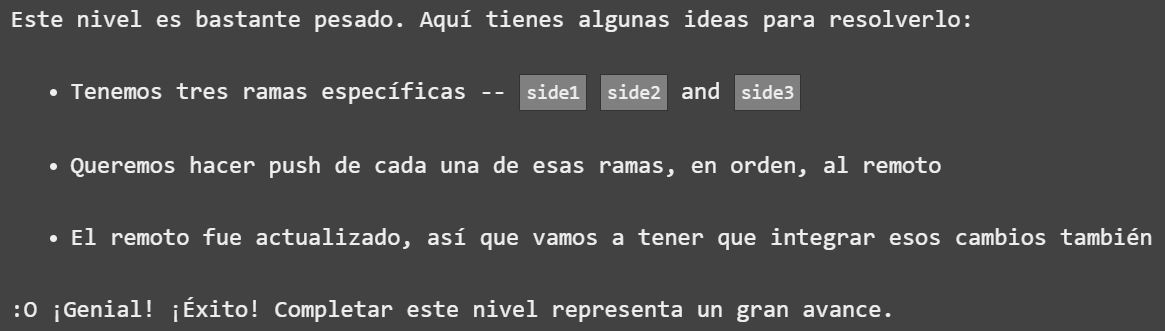 Este nivel es bastante pesado. Aquí tienes algunas ideas para resolverlo:
• Tenemos tres ramas específicas -- side1 side2 and side3
• Queremos hacer push de cada una de esas ramas, en orden, al remoto
• El remoto fue actualizado, así que vamos a tener que integrar esos cambios también
:O ¡Genial! ¡Éxito! Completar este nivel representa un gran avance.